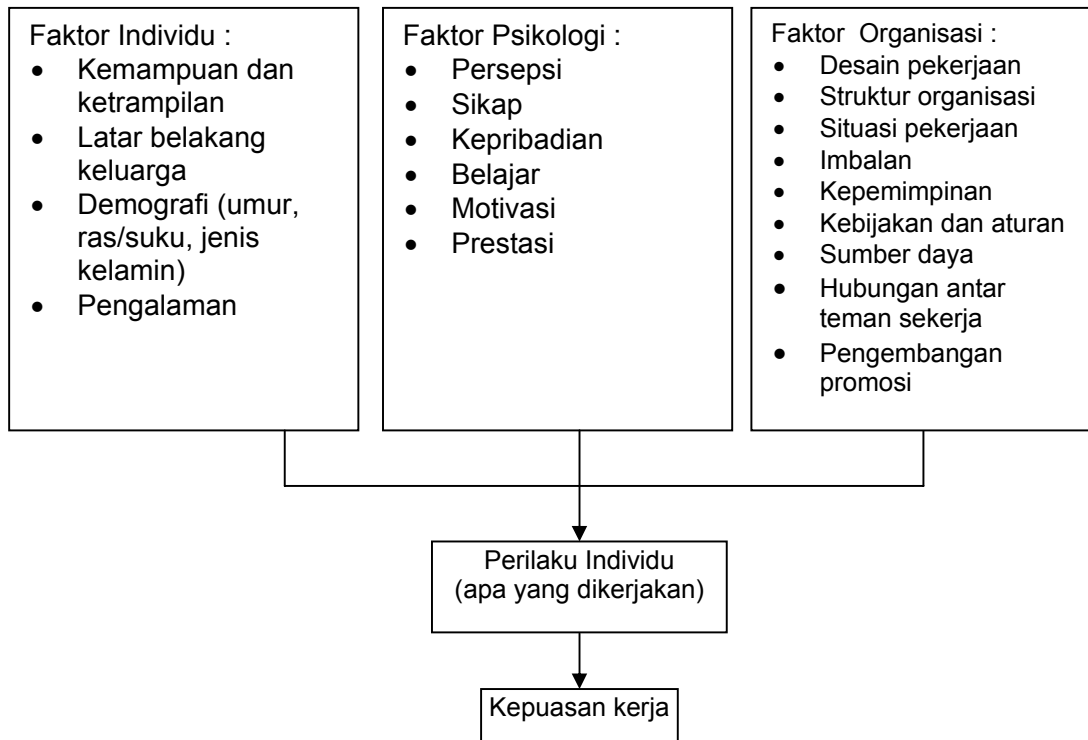 Faktor Individu :
• Kemampuan dan
ketrampilan
• Latar belakang
keluarga
• Demografi (umur,
ras/suku, jenis
kelamin)
• Pengalaman
Faktor Psikologi :
• Persepsi
• Sikap
• Kepribadian
• Belajar
• Motivasi
• Prestasi
Faktor Organisasi :
• Desain pekerjaan
• Struktur organisasi
• Situasi pekerjaan
• Imbalan
• Kepemimpinan
• Kebijakan dan aturan
• Sumber daya
• Hubungan antar
teman sekerja
• Pengembangan
promosi
Perilaku Individu
(apa yang dikerjakan)
Kepuasan kerja